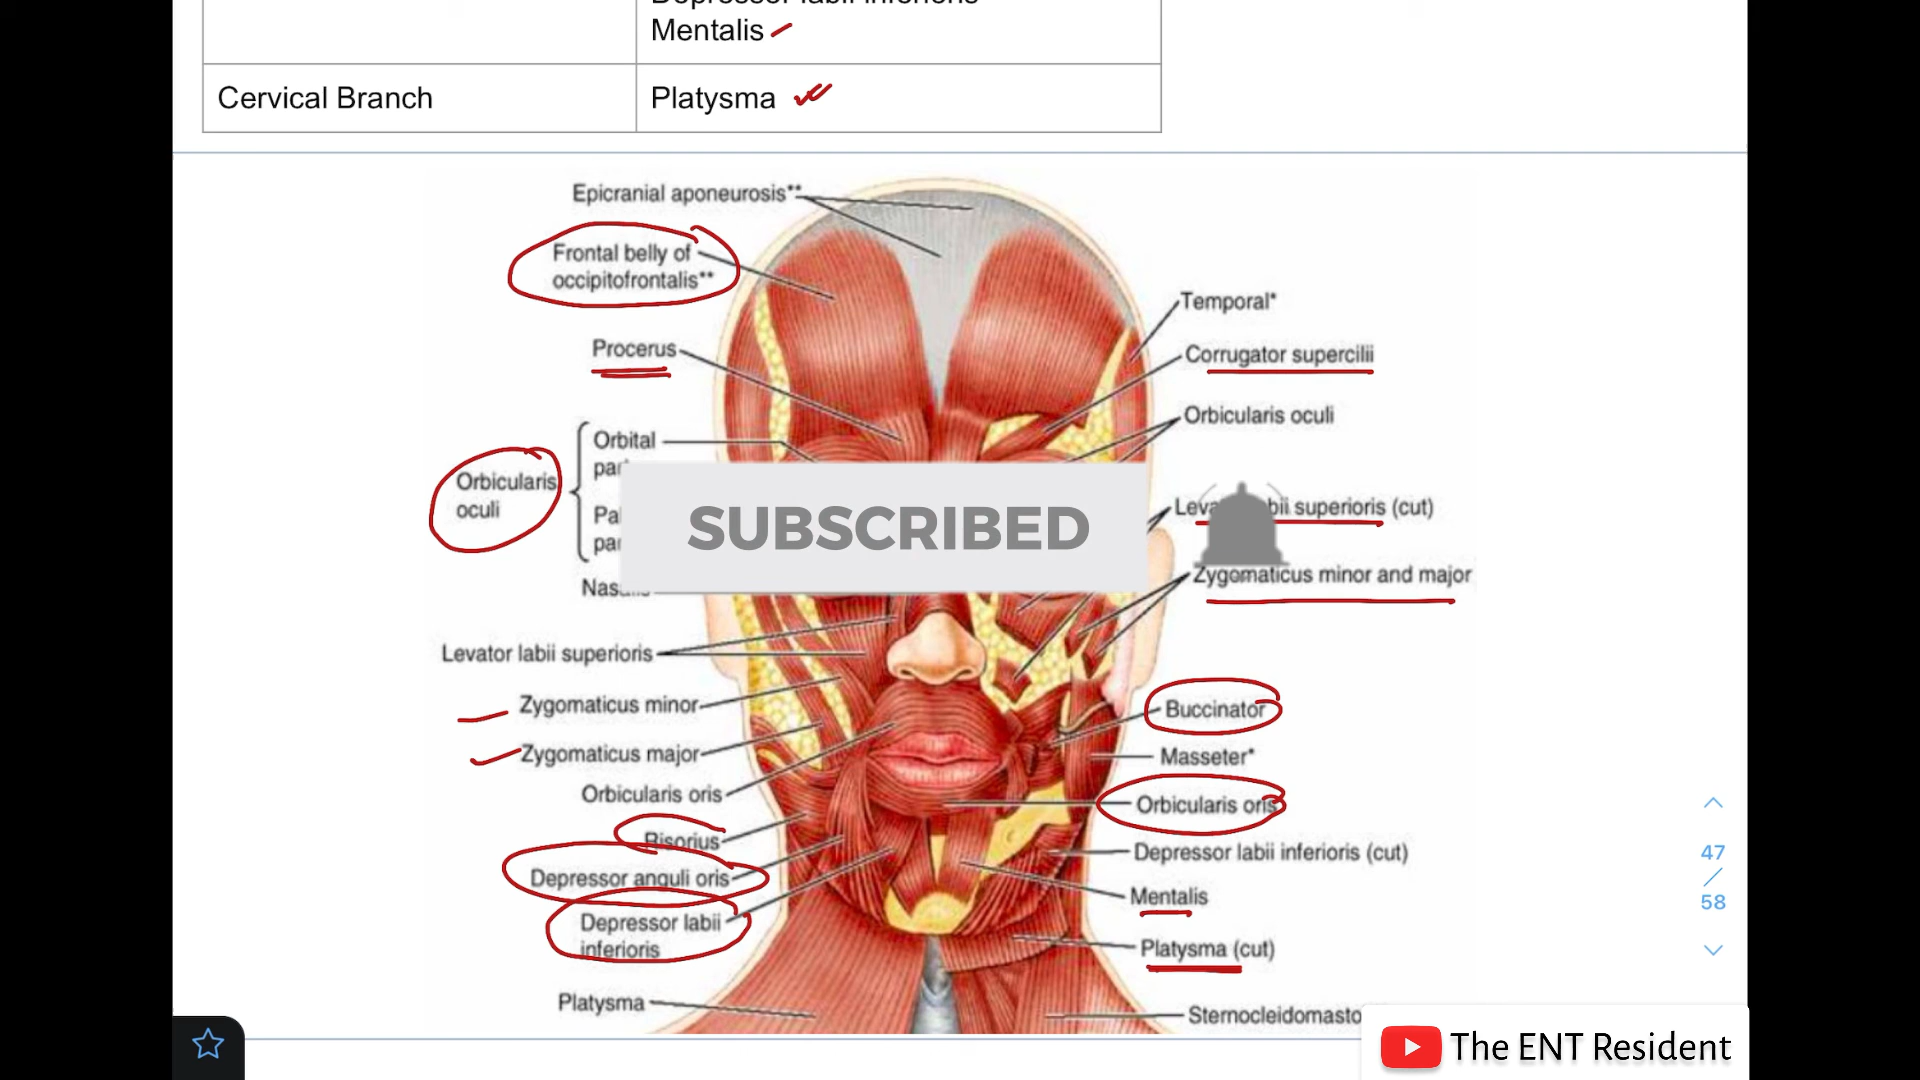 Mentalis
Cervical Branch
Platysma
Epicranial aponeurosis**
Frontal belly of
occipitofrontalis**
Temporal*
Procerus
Corrugator supercilii
Orbicularis oculi
Orbital
Orbicularis
oculi
SUBSCRIBED
superioris (cut)
Zygomaticus minor and major
Levator labii superioris
Zygomaticus minor
Buccinator
Zygomaticus major
Masseter*
Orbicularis oris
Orbicularis oris
Risorius
Depressor labii inferioris (cut)
Depressor anguli oris
Mentalis
Depressor labii
inferioris
Platysma (cut)
Platysma
47
/
58
The ENT Resident